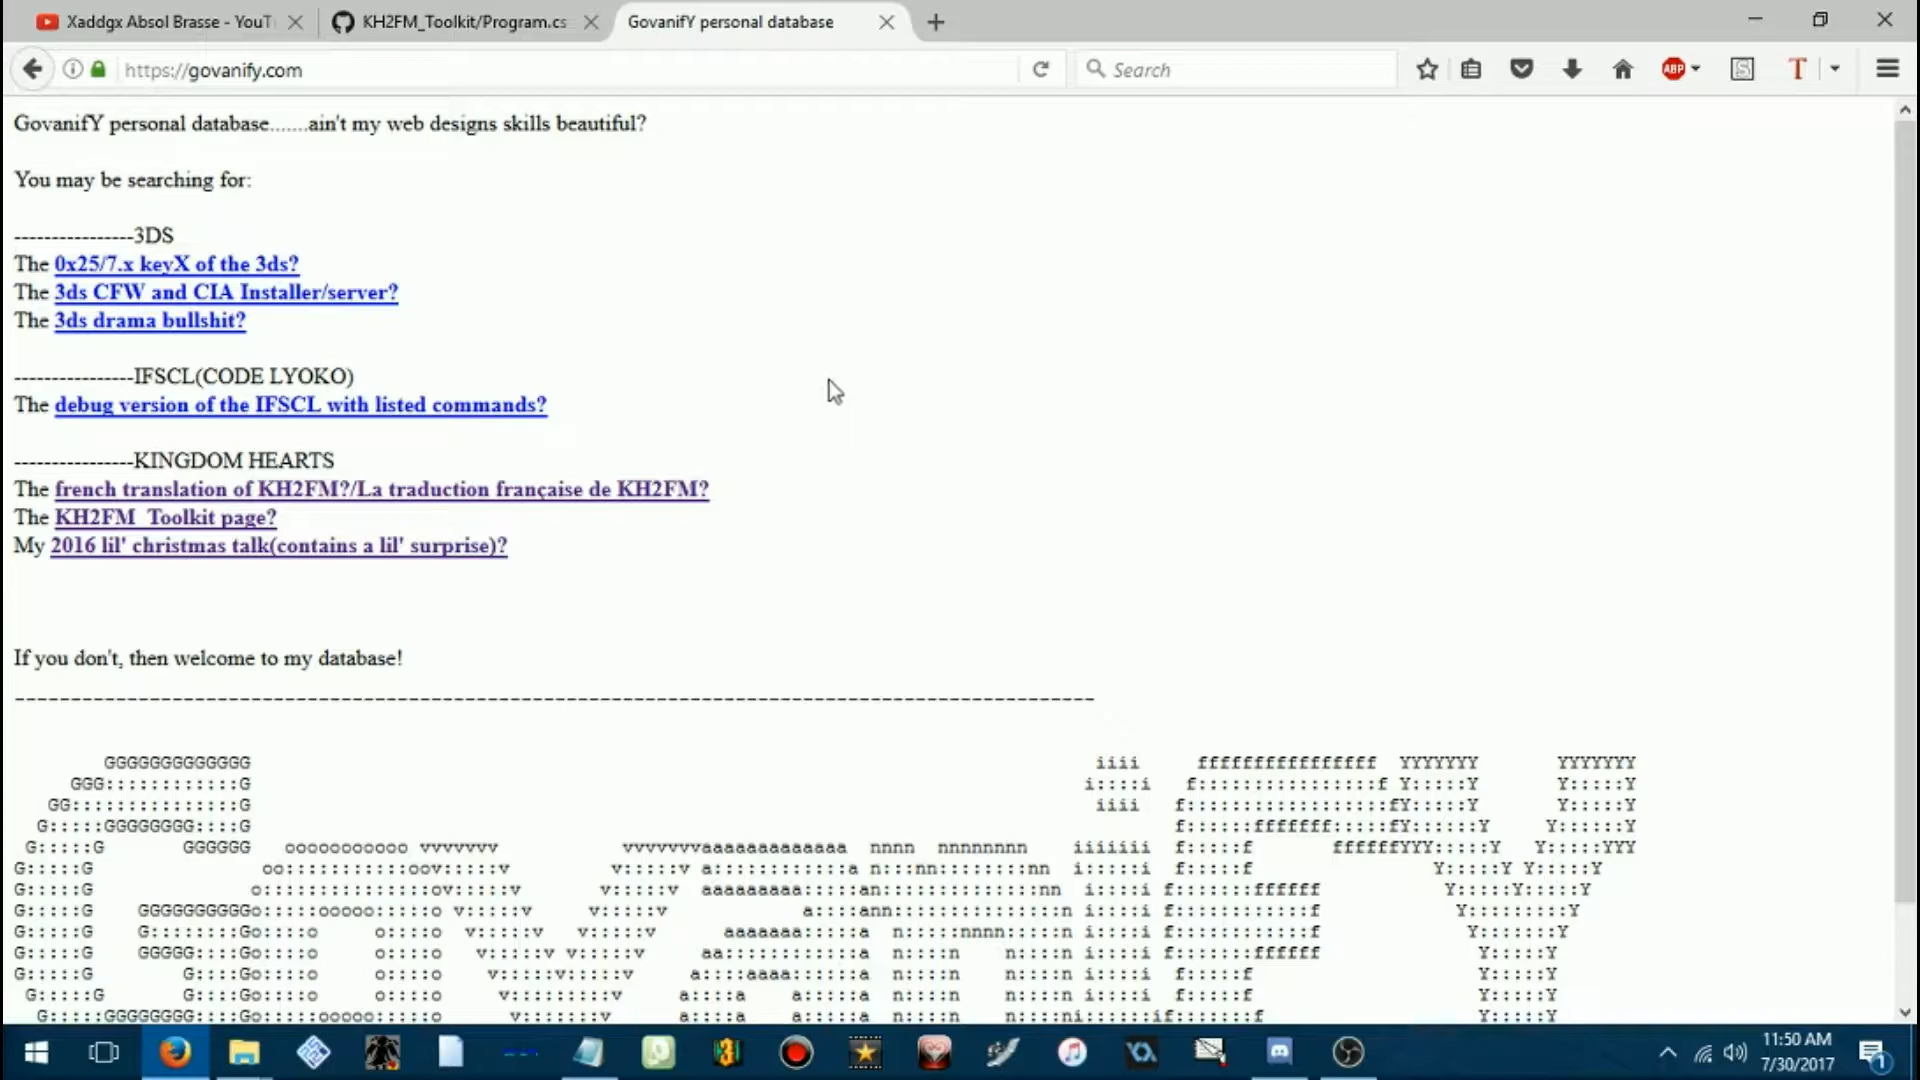 Xaddgx Absol Brasse - YouT
KH2FM_Toolkit/Program.cs
GovanifY personal database
https://govanify.com
Search
ABP
GovanifY personal database.......ain't my web designs skills beautiful?
You may be searching for:
----------------3DS
The 0x25/7.x keyX of the 3ds?
The 3ds CFW and CIA Installer/server?
The 3ds drama bullshit?
----------------IFSCL(CODE LYOKO)
The debug version of the IFSCL with listed commands?
----------------KINGDOM HEARTS
The french translation of KH2FM?/La traduction française de KH2FM?
The KH2FM_Toolkit page?
My 2016 lil' christmas talk(contains a lil' surprise)?
If you don't, then welcome to my database!
GovanifY
11:50 AM
7/30/2017
1